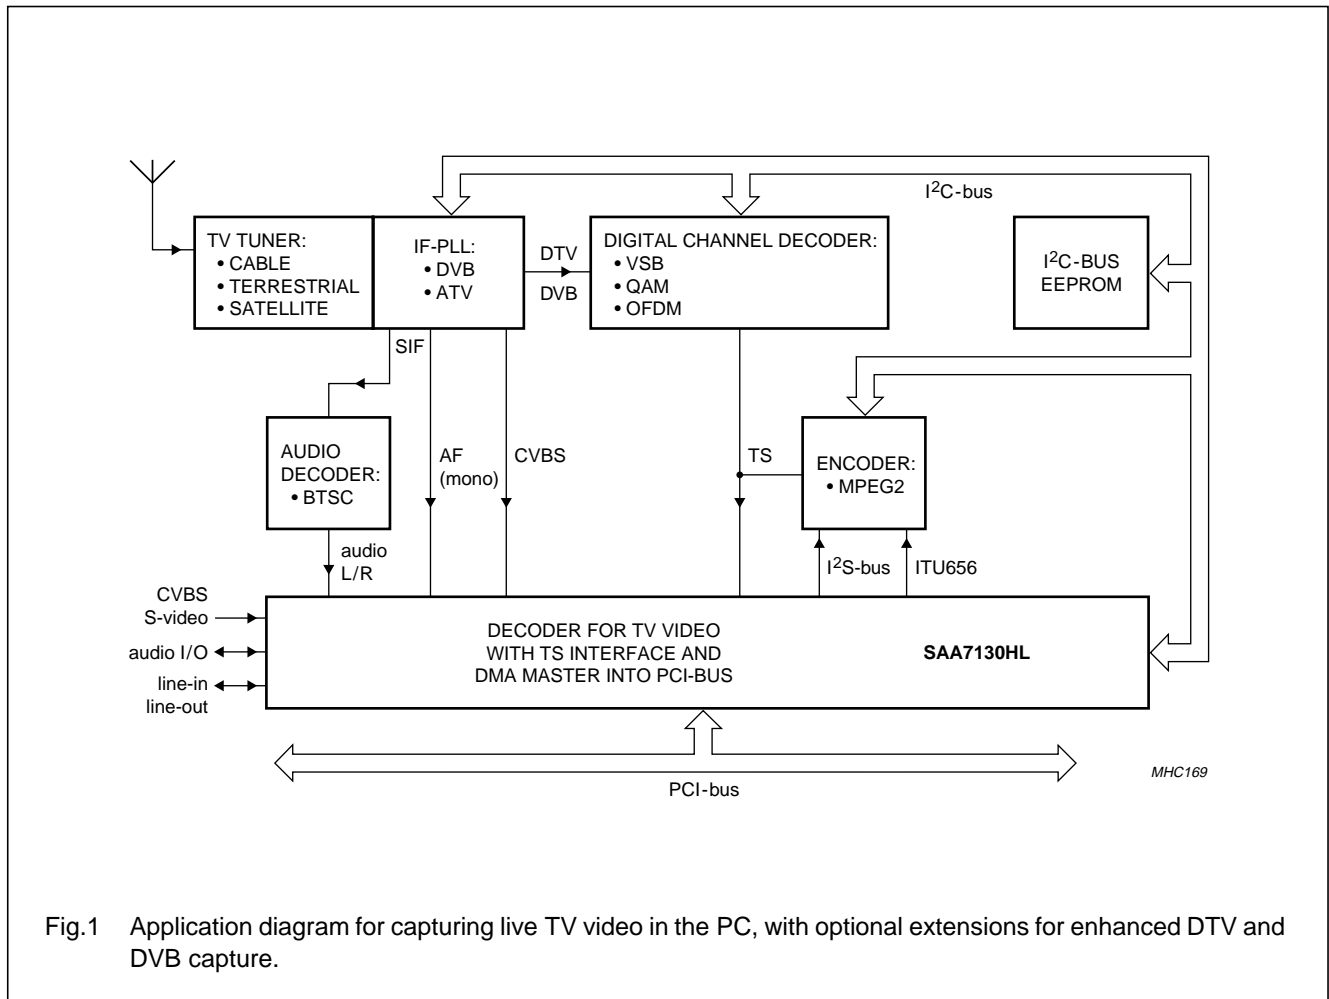 I2C-bus
TV TUNER:
• CABLE
• TERRESTRIAL
• SATELLITE
IF-PLL:
• DVB
• ATV
DTV
DVB
DIGITAL CHANNEL DECODER:
• VSB
• QAM
• OFDM
I2C-BUS
EEPROM
SIF
AUDIO
DECODER:
• BTSC
AF
(mono)
CVBS
TS
ENCODER:
• MPEG2
audio
L/R
I2S-bus
ITU656
CVBS
S-video
audio I/O
line-in
line-out
DECODER FOR TV VIDEO
WITH TS INTERFACE AND
DMA MASTER INTO PCI-BUS
SAA7130HL
PCI-bus
MHC169
Fig.1 Application diagram for capturing live TV video in the PC, with optional extensions for enhanced DTV and
DVB capture.